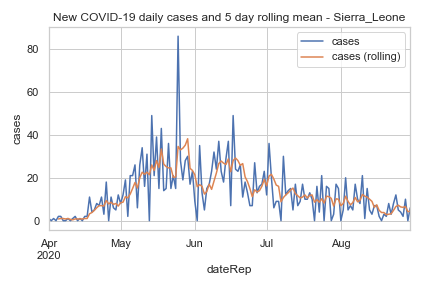 New COVID-19 daily cases and 5 day rolling mean - Sierra_Leone
cases
cases (rolling)
80
60
40
20
0
cases
Apr
2020
May
Jun
Jul
Aug
dateRep